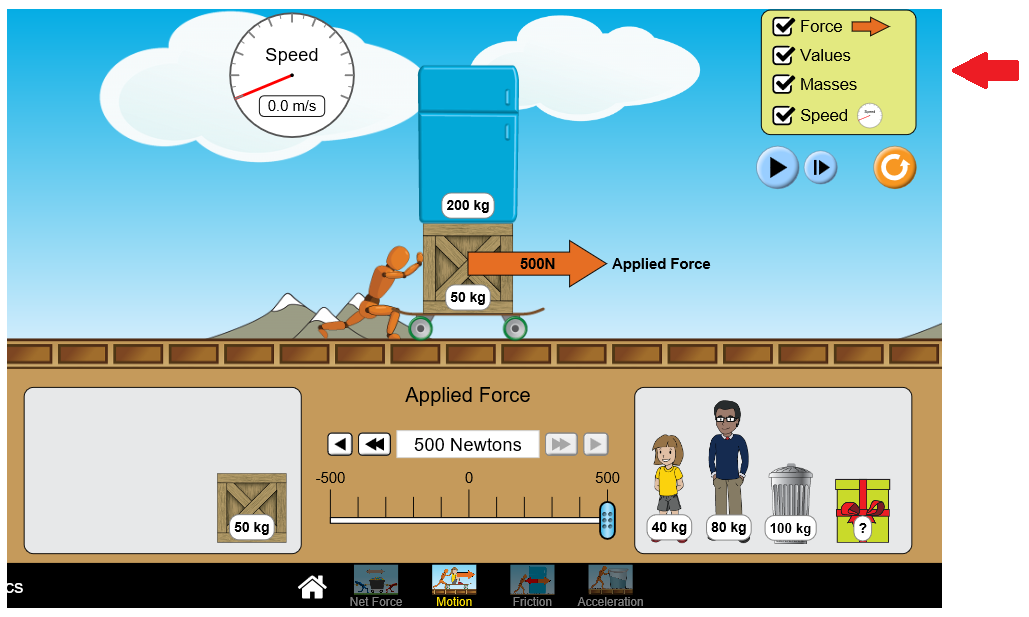 Speed
0.0 m/s
Force
Values
Masses
Speed
Speed
200 kg
500N
Applied Force
50 kg
Applied Force
500 Newtons
-500
0
500
50 kg
40 kg
80 kg
100 kg
?
CS
Net Force
Motion
Friction
Acceleration